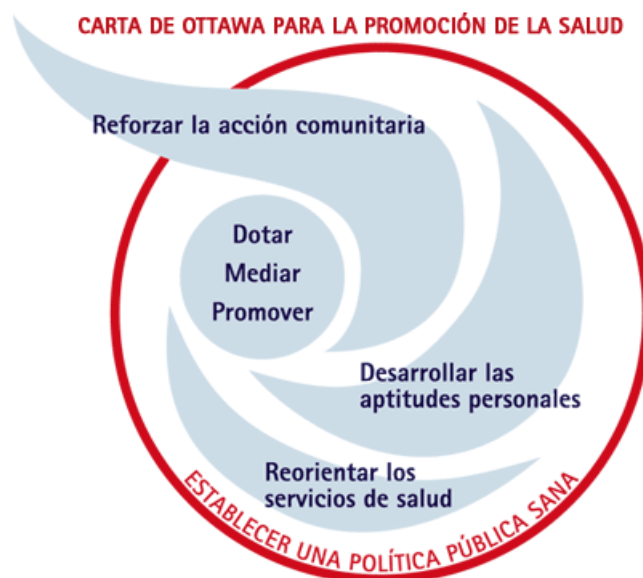 CARTA DE OTTAWA PARA LA PROMOCIÓN DE LA SALUD
Reforzar la acción comunitaria
Dotar
Mediar
Promover
Desarrollar las
aptitudes personales
Reorientar los
servicios de salud
ESTABLECER UNA POLÍTICA PÚBLICA SANA